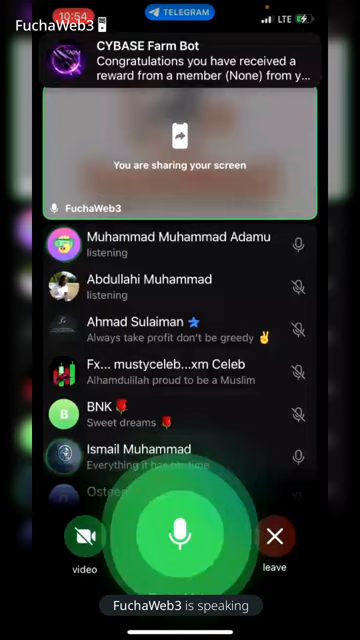 10:54
TELEGRAM
LTE
FuchaWeb3
CYBASE Farm Bot
Congratulations you have received a
reward from a member (None) from y...
You are sharing your screen
FuchaWeb3
Muhammad Muhammad Adamu
listening
Abdullahi Muhammad
listening
Ahmad Sulaiman
Always take profit don't be greedy ✌️
Fx... mustyceleb...xm Celeb
Alhamdulilah proud to be a Muslim
B
BNK🌹
Sweet dreams 🌹
Ismail Muhammad
Everything it has
video
leave
FuchaWeb3 is speaking